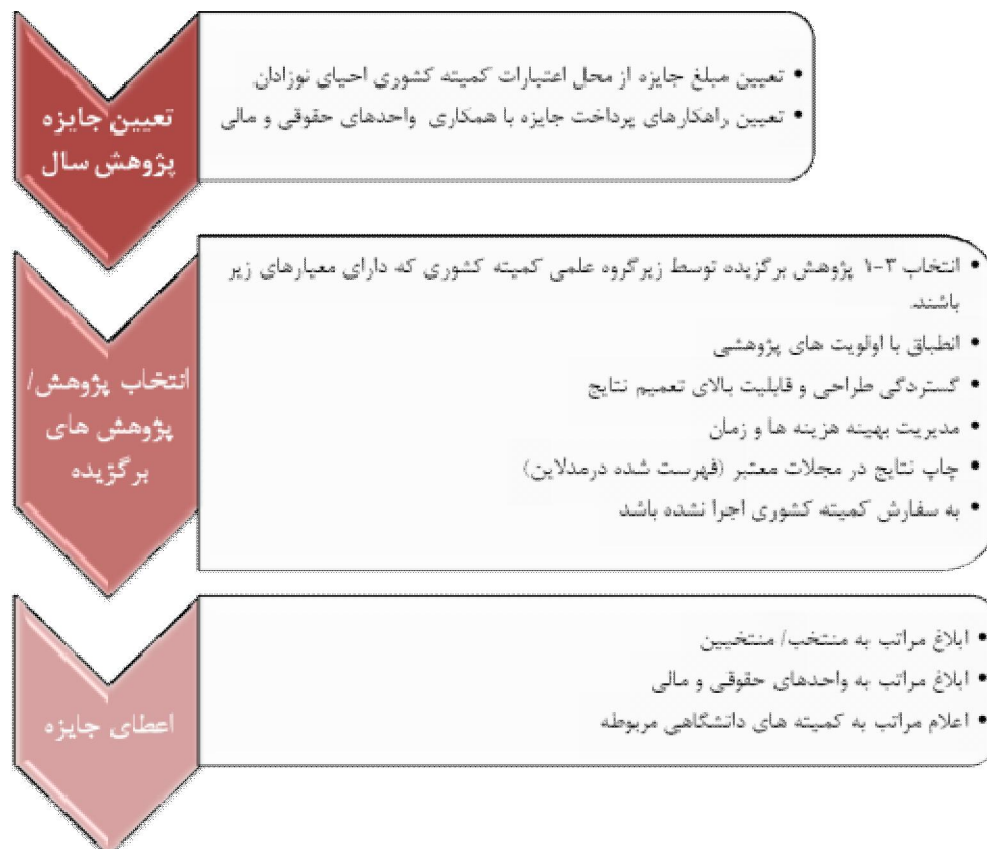 تعیین جایزه
پژوهش سال
• تعیین مبلغ جایزه از محل اعتبارات کمیته کشوری احیای نوزادان
• تعیین راهکارهای پرداخت جایزه با همکاری واحدهای حقوقی و مالی
انتخاب پژوهش/
پژوهش های
برگزیده
• انتخاب ۳-۱ پژوهش برگزیده توسط زیرگروه علمی کمیته کشوری که دارای معیارهای زیر
باشند.
• انطباق با اولویت های پژوهشی
• گستردگی طراحی و قابلیت بالای تعمیم نتایج
• مدیریت بهینه هزینه ها و زمان
• چاپ نتایج در مجلات معتبر (فهرست شده درمدلاین)
• به سفارش کمیته کشوری اجرا نشده باشد
اعطای جایزه
• ابلاغ مراتب به منتخب/ منتخبین
• ابلاغ مراتب به واحدهای حقوقی و مالی
• اعلام مراتب به کمیته های دانشگاهی مربوطه